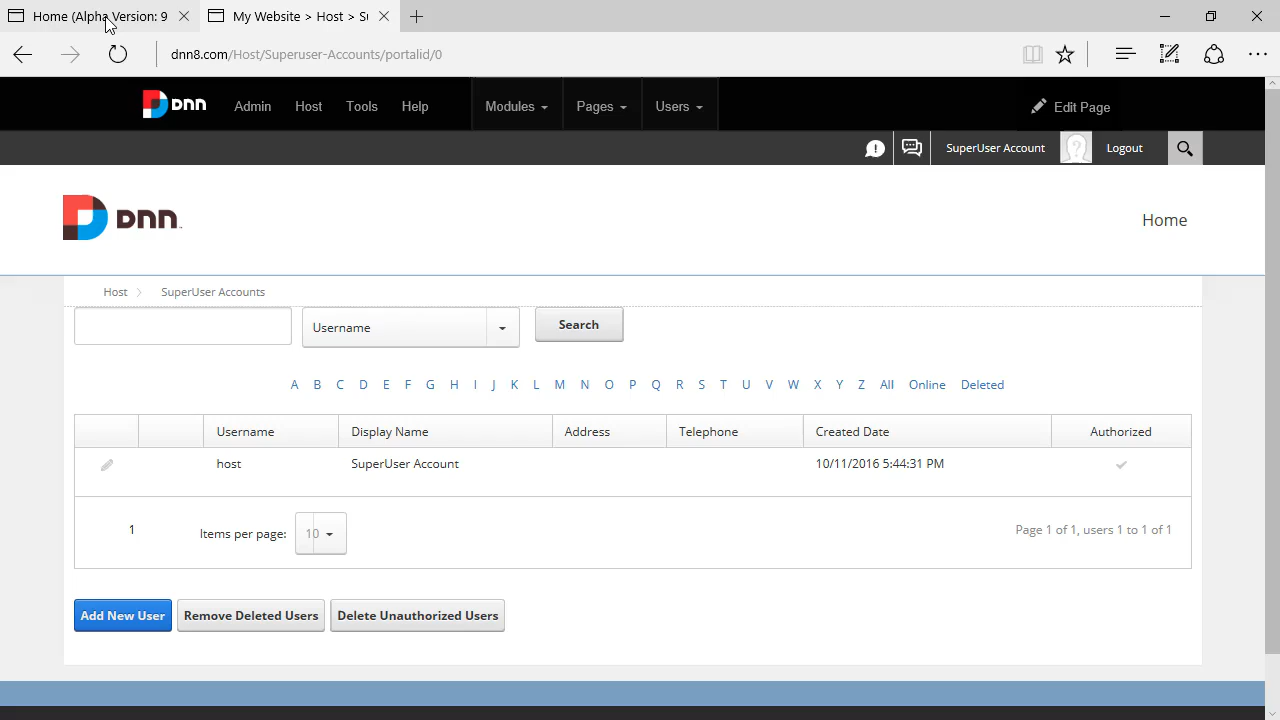 Home (Alpha Version: 9
My Website > Host > Su
dnn8.com/Host/Superuser-Accounts/portalid/0
DNN Admin Host Tools Help Modules Pages Users Edit Page
SuperUser Account Logout
DNN Home
Host SuperUser Accounts
Username Search
A B C D E F G H I J K L M N O P Q R S T U V W X Y Z All Online Deleted
Username Display Name Address Telephone Created Date Authorized
host SuperUser Account 10/11/2016 5:44:31 PM
1 Items per page: 10 Page 1 of 1, users 1 to 1 of 1
Add New User Remove Deleted Users Delete Unauthorized Users